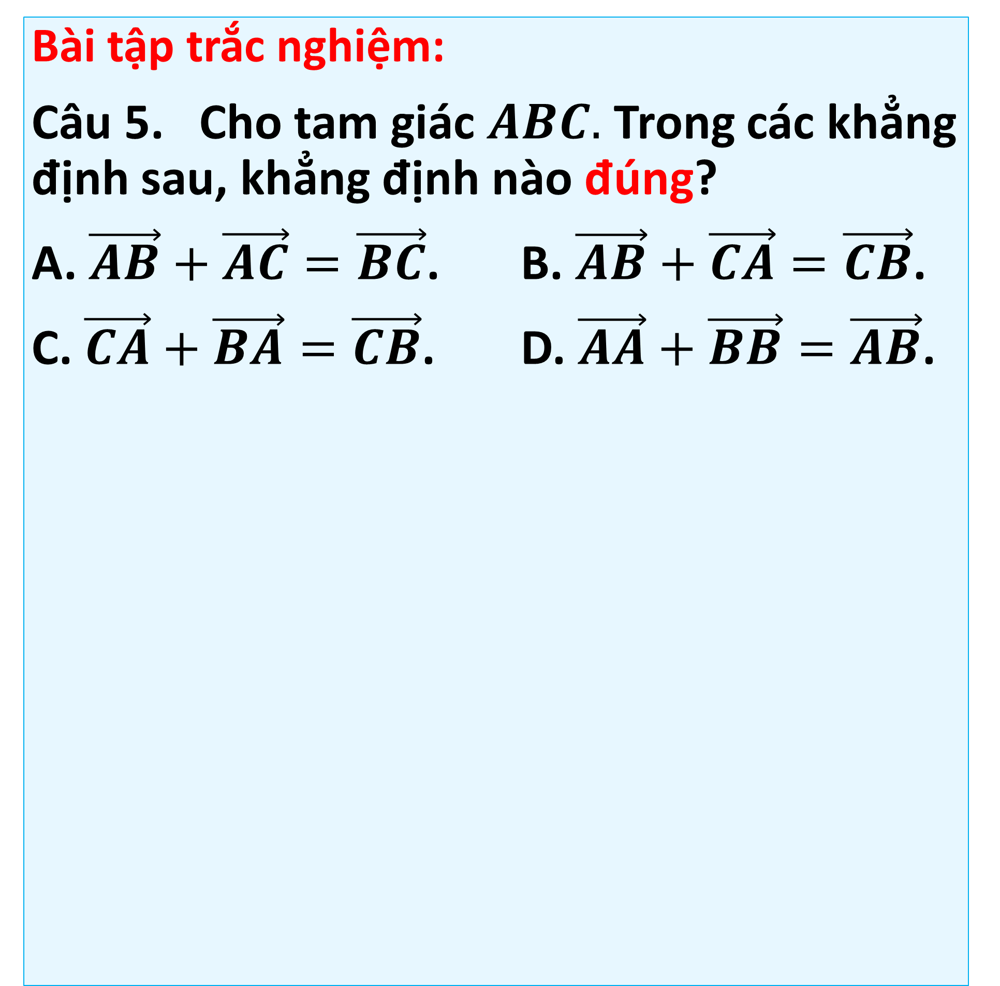 Bài tập trắc nghiệm:
Câu 5. Cho tam giác $ABC$. Trong các khẳng
định sau, khẳng định nào đúng?
A. $\overrightarrow{AB} + \overrightarrow{AC} = \overrightarrow{BC}$. B. $\overrightarrow{AB} + \overrightarrow{CA} = \overrightarrow{CB}$.
C. $\overrightarrow{CA} + \overrightarrow{BA} = \overrightarrow{CB}$. D. $\overrightarrow{AA} + \overrightarrow{BB} = \overrightarrow{AB}$.